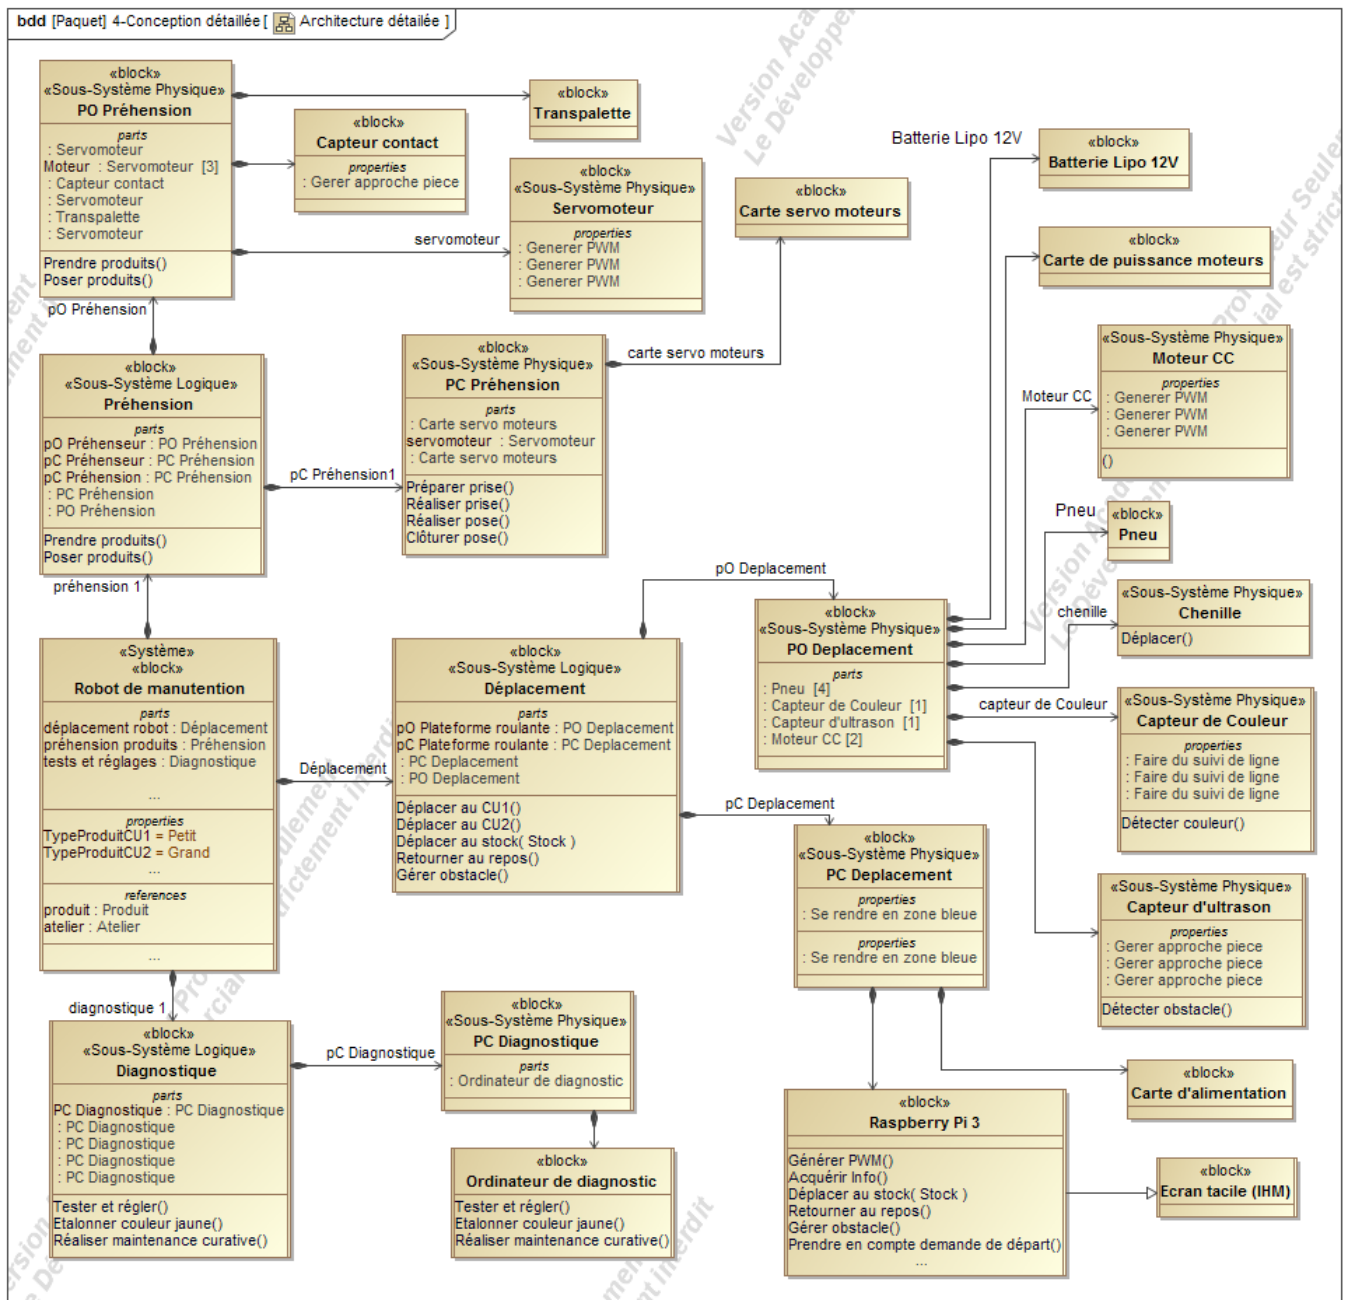 bdd [Paquet] 4-Conception détaillée [ Architecture détailée ]
«block»
«Sous-Système Physique»
PO Préhension
parts
: Servomoteur
Moteur : Servomoteur [3]
: Capteur contact
: Servomoteur
: Transpalette
: Servomoteur
Prendre produits()
Poser produits()
«block»
Transpalette
«block»
Capteur contact
properties
: Gerer approche piece
«block»
«Sous-Système Physique»
Servomoteur
properties
: Generer PWM
: Generer PWM
: Generer PWM
servomoteur
«block»
Carte servo moteurs
Batterie Lipo 12V
«block»
Batterie Lipo 12V
«block»
Carte de puissance moteurs
pO Préhension
«block»
«Sous-Système Logique»
Préhension
parts
pO Préhenseur : PO Préhension
pC Préhenseur : PC Préhension
pC Préhension : PC Préhension
: PC Préhension
: PO Préhension
Prendre produits()
Poser produits()
pC Préhension1
«block»
«Sous-Système Physique»
PC Préhension
parts
: Carte servo moteurs
servomoteur : Servomoteur
: Carte servo moteurs
Préparer prise()
Réaliser prise()
Réaliser pose()
Clôturer pose()
carte servo moteurs
Moteur CC
«Sous-Système Physique»
«block»
Moteur CC
properties
: Generer PWM
: Generer PWM
: Generer PWM
()
Pneu
«block»
Pneu
préhension 1
pO Deplacement
«block»
«Sous-Système Physique»
PO Deplacement
parts
: Pneu [4]
: Capteur de Couleur [1]
: Capteur d'ultrason [1]
: Moteur CC [2]
chenille
«Sous-Système Physique»
«block»
Chenille
Déplacer()
«Système»
«block»
Robot de manutention
parts
déplacement robot : Déplacement
préhension produits : Préhension
tests et réglages : Diagnostique
...
properties
TypeProduitCU1 = Petit
TypeProduitCU2 = Grand
...
references
produit : Produit
atelier : Atelier
...
Déplacement
«block»
«Sous-Système Logique»
Déplacement
parts
pO Plateforme roulante : PO Deplacement
pC Plateforme roulante : PC Deplacement
: PC Deplacement
: PO Deplacement
Déplacer au CU1()
Déplacer au CU2()
Déplacer au stock( Stock )
Retourner au repos()
Gérer obstacle()
capteur de Couleur
«Sous-Système Physique»
«block»
Capteur de Couleur
properties
: Faire du suivi de ligne
: Faire du suivi de ligne
: Faire du suivi de ligne
Détecter couleur()
pC Deplacement
«block»
«Sous-Système Physique»
PC Deplacement
properties
: Se rendre en zone bleue
properties
: Se rendre en zone bleue
«Sous-Système Physique»
«block»
Capteur d'ultrason
properties
: Gerer approche piece
: Gerer approche piece
: Gerer approche piece
Détecter obstacle()
diagnostique 1
«block»
«Sous-Système Logique»
Diagnostique
parts
PC Diagnostique : PC Diagnostique
: PC Diagnostique
: PC Diagnostique
: PC Diagnostique
: PC Diagnostique
Tester et régler()
Etalonner couleur jaune()
Réaliser maintenance curative()
pC Diagnostique
«block»
«Sous-Système Physique»
PC Diagnostique
parts
: Ordinateur de diagnostic
«block»
Ordinateur de diagnostic
Tester et régler()
Etalonner couleur jaune()
Réaliser maintenance curative()
«block»
Carte d'alimentation
«block»
Raspberry Pi 3
Générer PWM()
Acquérir Info()
Déplacer au stock( Stock )
Retourner au repos()
Gérer obstacle()
Prendre en compte demande de départ()
...
«block»
Ecran tacile (IHM)